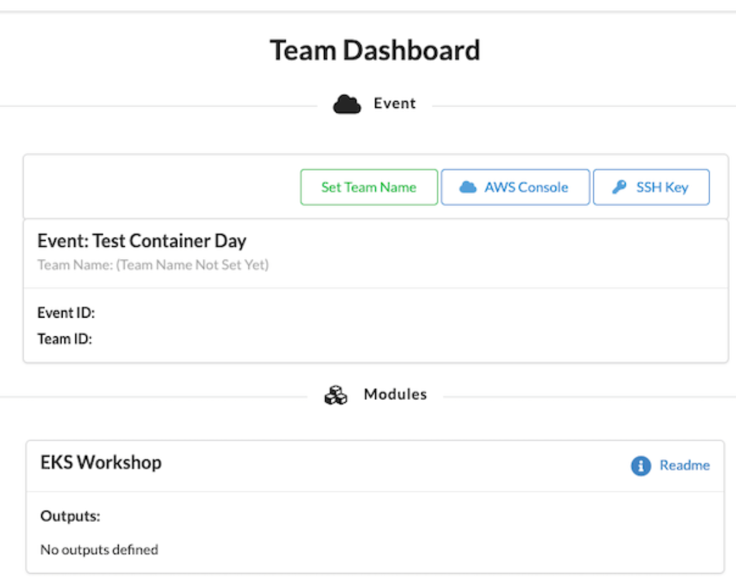 Team Dashboard
Event
Set Team Name AWS Console SSH Key
Event: Test Container Day
Team Name: (Team Name Not Set Yet)
Event ID:
Team ID:
Modules
EKS Workshop Readme
Outputs:
No outputs defined